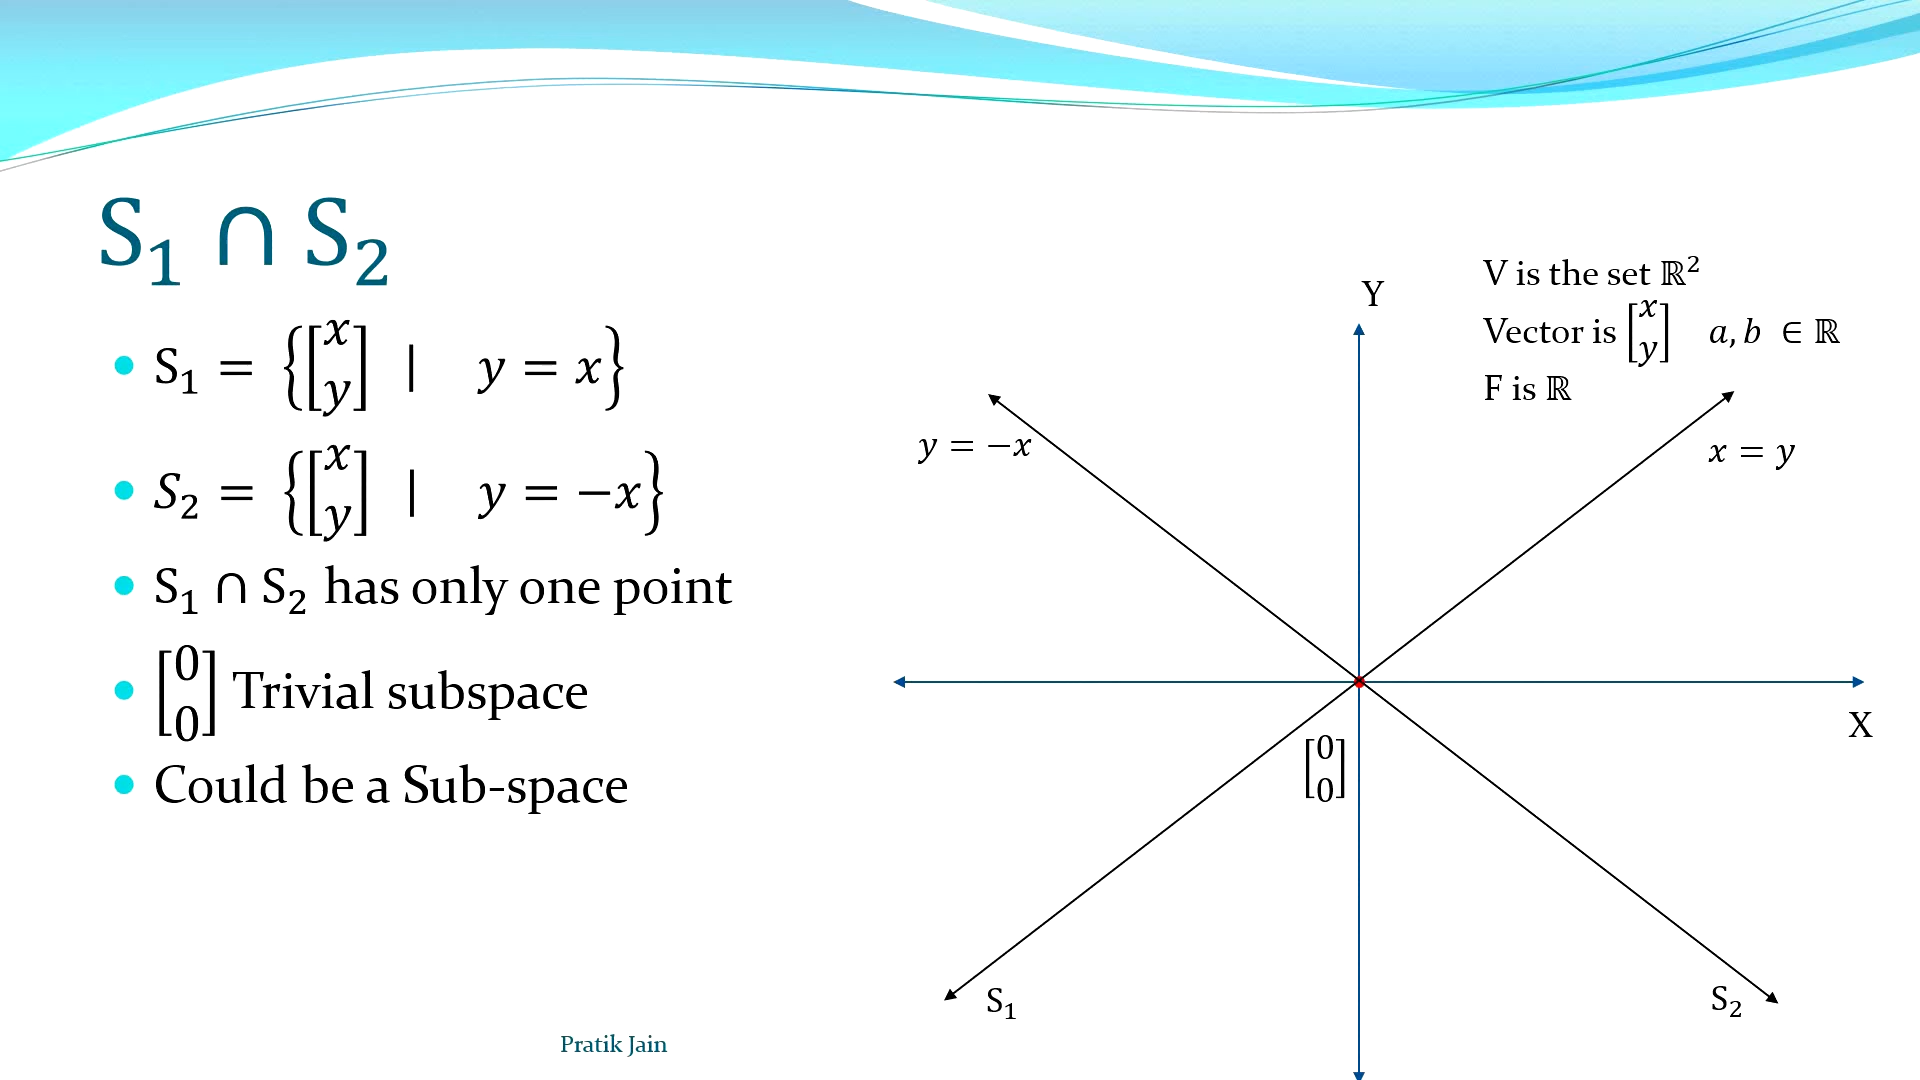 S₁ ∩ S₂
• S₁ = {[x y] | y = x}
• S₂ = {[x y] | y = −x}
• S₁ ∩ S₂ has only one point
• [0 0] Trivial subspace
• Could be a Sub-space
V is the set ℝ²
Vector is [x y] a, b ∈ ℝ
F is ℝ
Y
y = −x
x = y
X
[0 0]
S₁
S₂
Pratik Jain